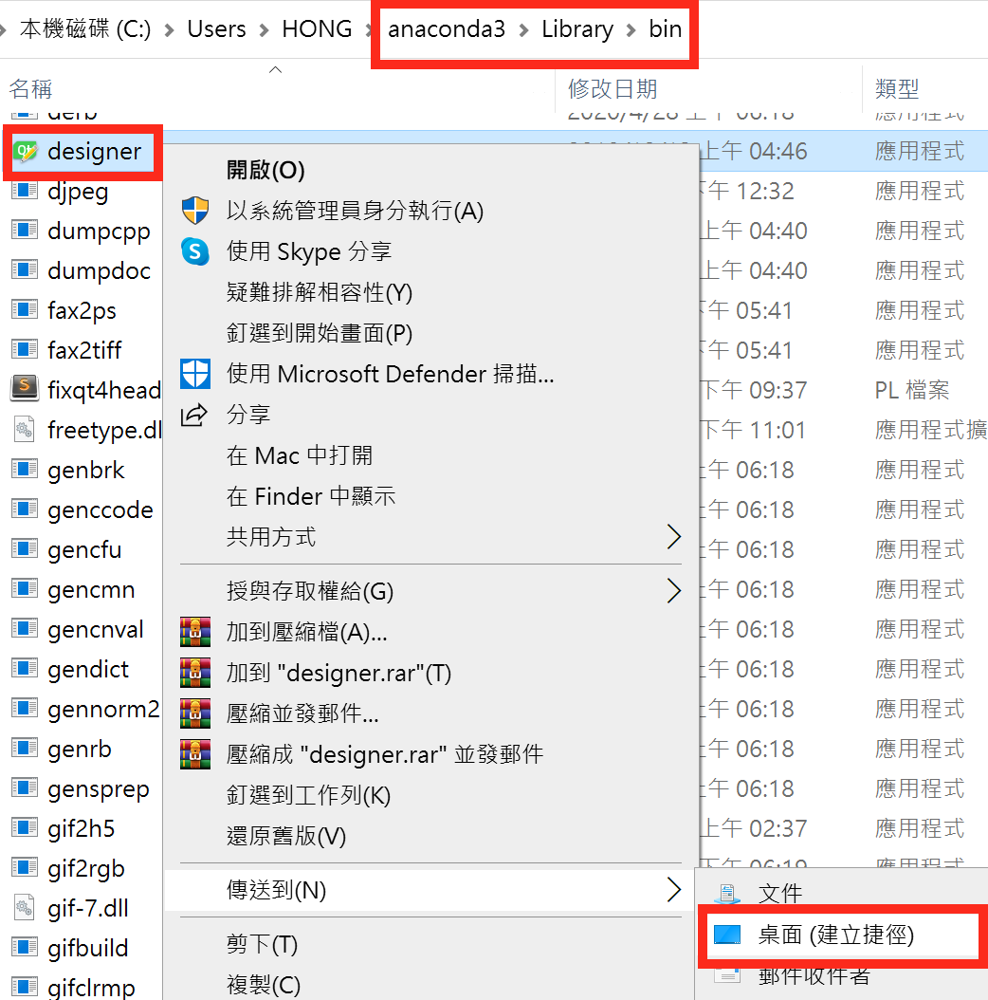 本機磁碟 (C:) > Users > HONG > anaconda3 > Library > bin
名稱 修改日期 類型
derb 2020/4/28 上午 06:18 應用程式
designer 上午 04:46 應用程式
djpeg 下午 12:32 應用程式
dumpcpp 上午 04:40 應用程式
dumpdoc 上午 04:40 應用程式
fax2ps 下午 05:41 應用程式
fax2tiff 下午 05:41 應用程式
fixqt4head 下午 09:37 PL 檔案
freetype.dl 下午 11:01 應用程式擴
genbrk 上午 06:18 應用程式
genccode 上午 06:18 應用程式
gencfu 上午 06:18 應用程式
gencmn 上午 06:18 應用程式
gencnval 上午 06:18 應用程式
gendict 上午 06:18 應用程式
gennorm2 上午 06:18 應用程式
genrb 上午 06:18 應用程式
gensprep 上午 06:18 應用程式
gif2h5 上午 02:37 應用程式
gif2rgb 下午 06:19 應用程式
gif-7.dll
gifbuild
gifclrmp
開啟(O)
以系統管理員身分執行(A)
使用 Skype 分享
疑難排解相容性(Y)
釘選到開始畫面(P)
使用 Microsoft Defender 掃描...
分享
在 Mac 中打開
在 Finder 中顯示
共用方式
授與存取權給(G)
加到壓縮檔(A)...
加到 "designer.rar"(T)
壓縮並發郵件...
壓縮成 "designer.rar" 並發郵件
釘選到工作列(K)
還原舊版(V)
傳送到(N)
剪下(T)
複製(C)
文件
桌面 (建立捷徑)
郵件收件者